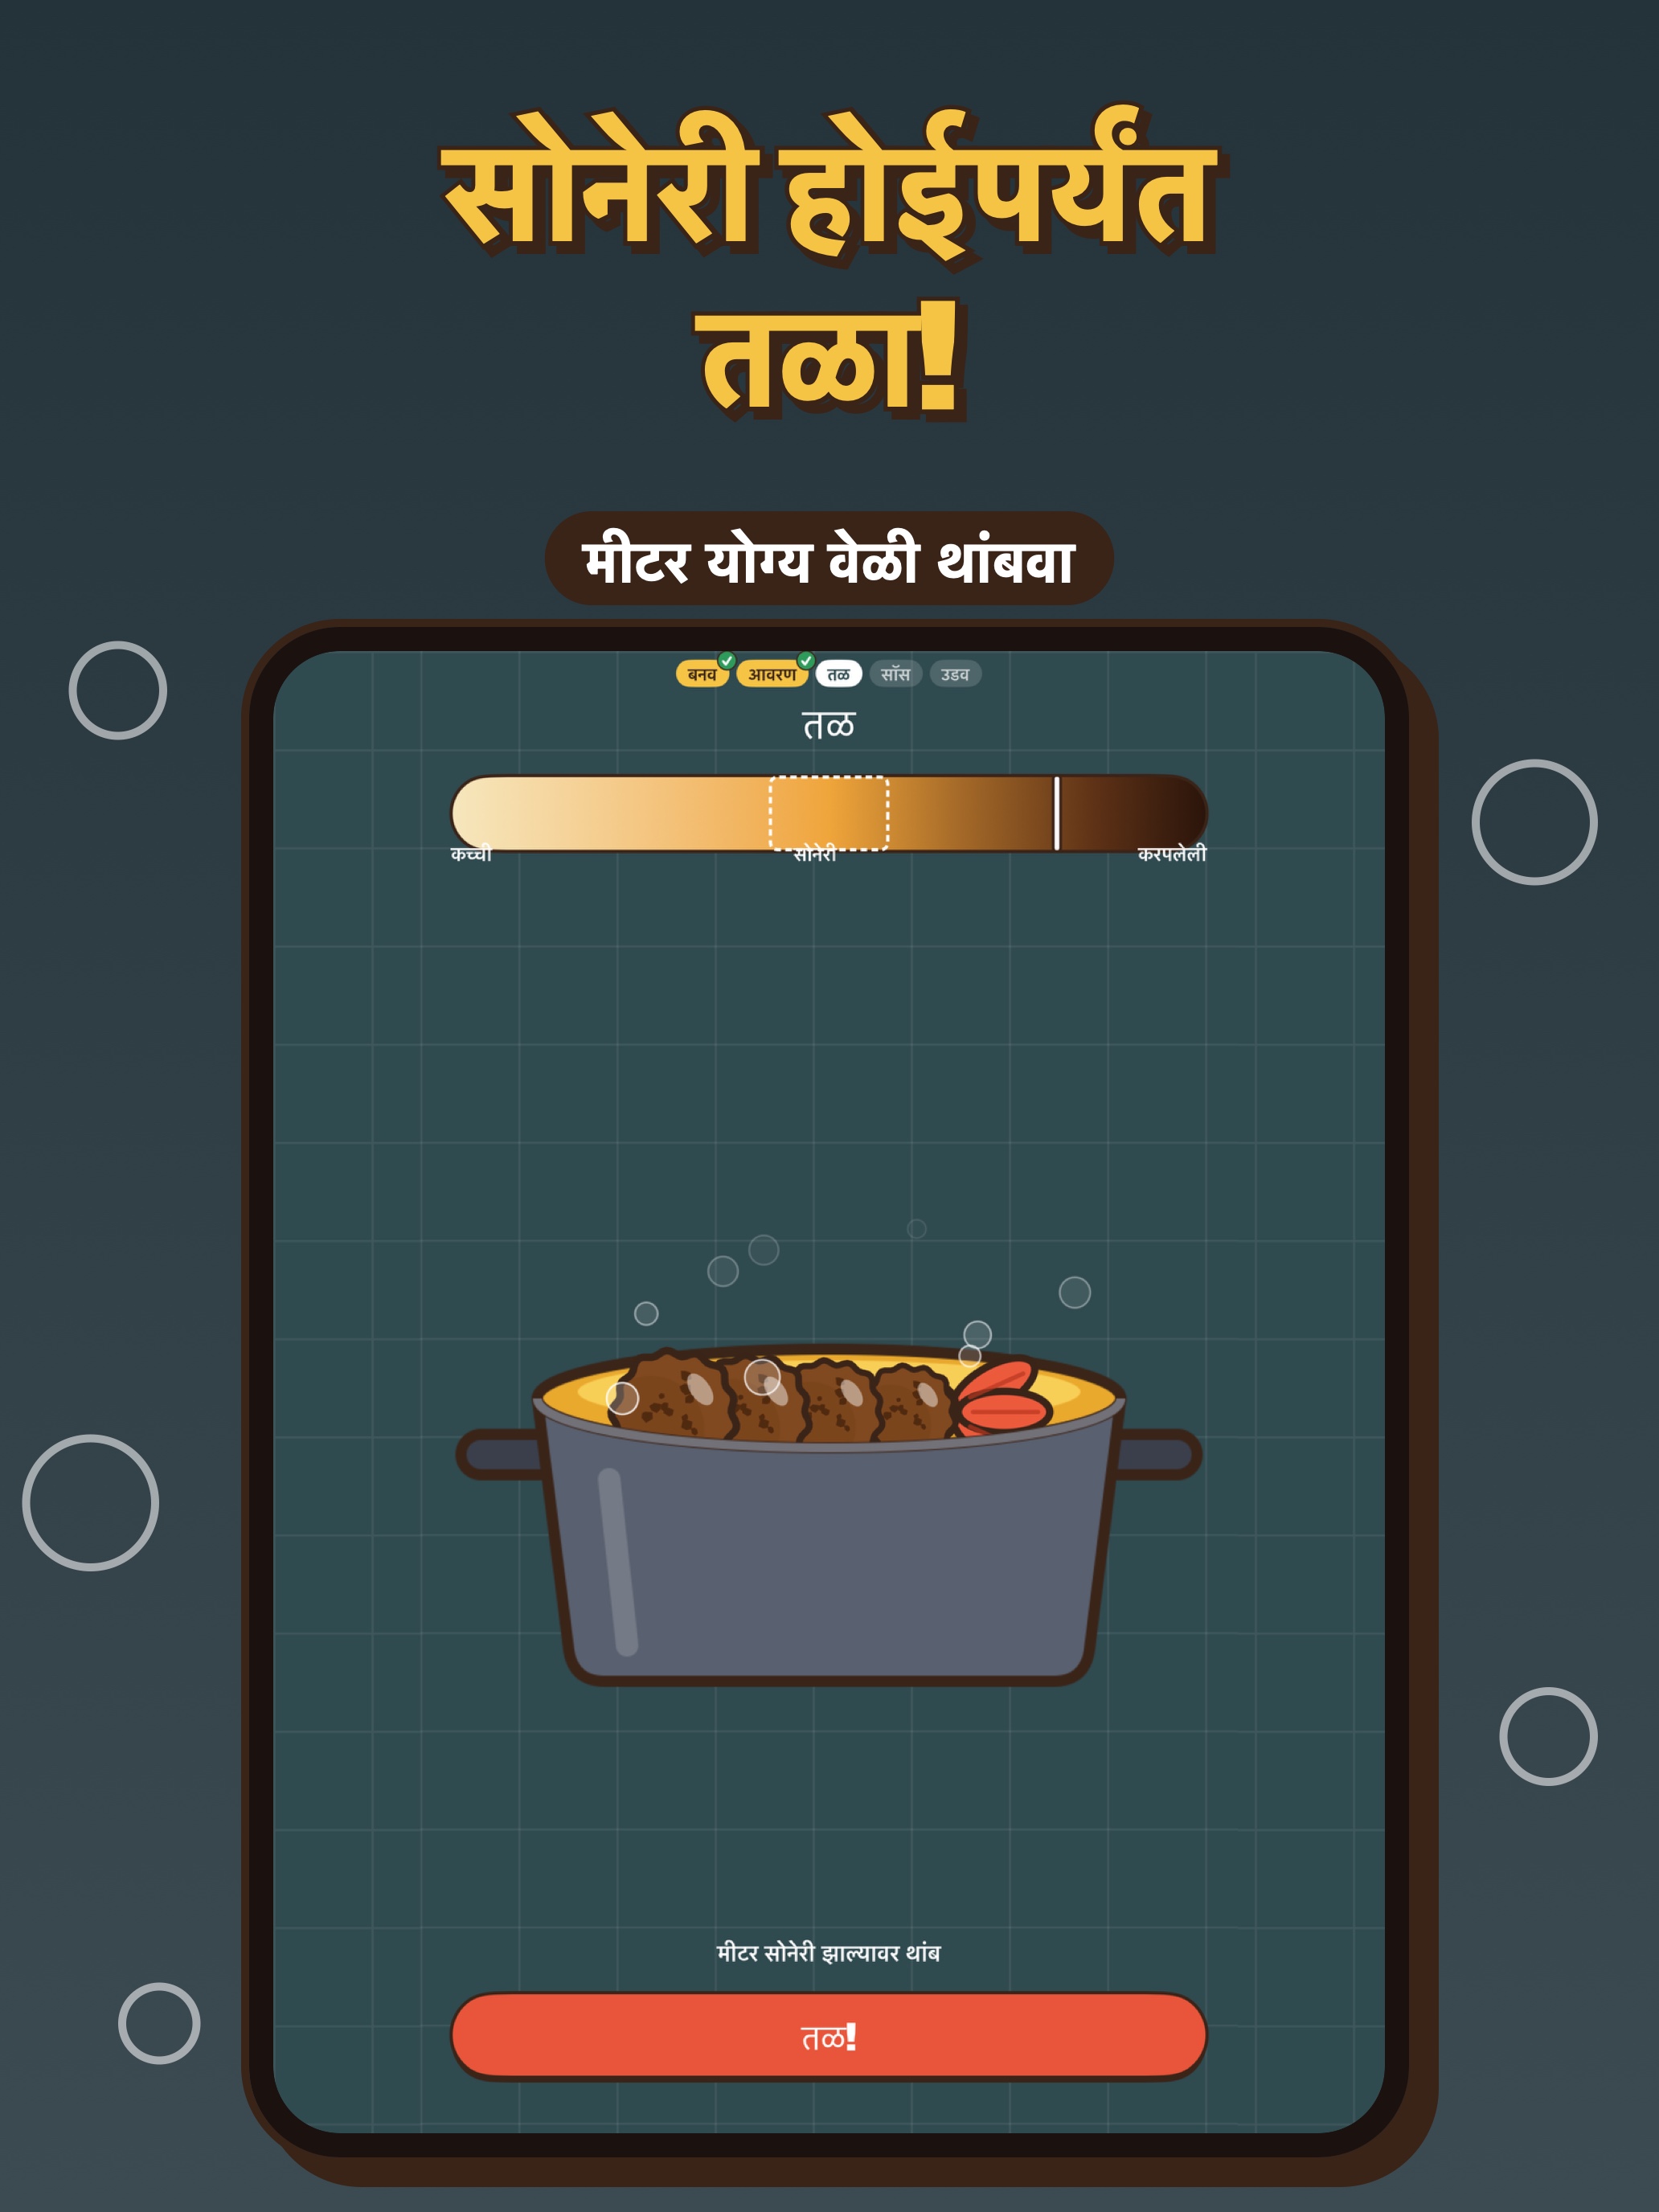 सोनेरी होईपर्यंत
तळा!
मीटर योग्य वेळी थांबवा
बनव आवरण तळ सॉस उडव
तळ
कच्ची सोनेरी करपलेली
मीटर सोनेरी झाल्यावर थांब
तळ!